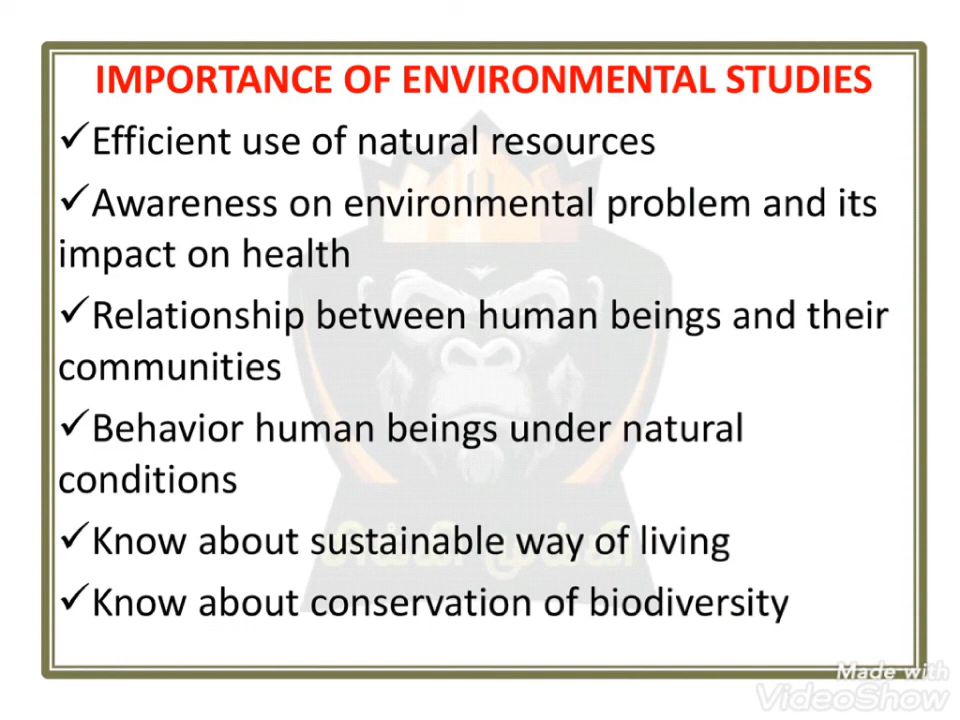 IMPORTANCE OF ENVIRONMENTAL STUDIES
✓Efficient use of natural resources
✓Awareness on environmental problem and its
impact on health
✓Relationship between human beings and their
communities
✓Behavior human beings under natural
conditions
✓Know about sustainable way of living
✓Know about conservation of biodiversity
Made with
VideoShow